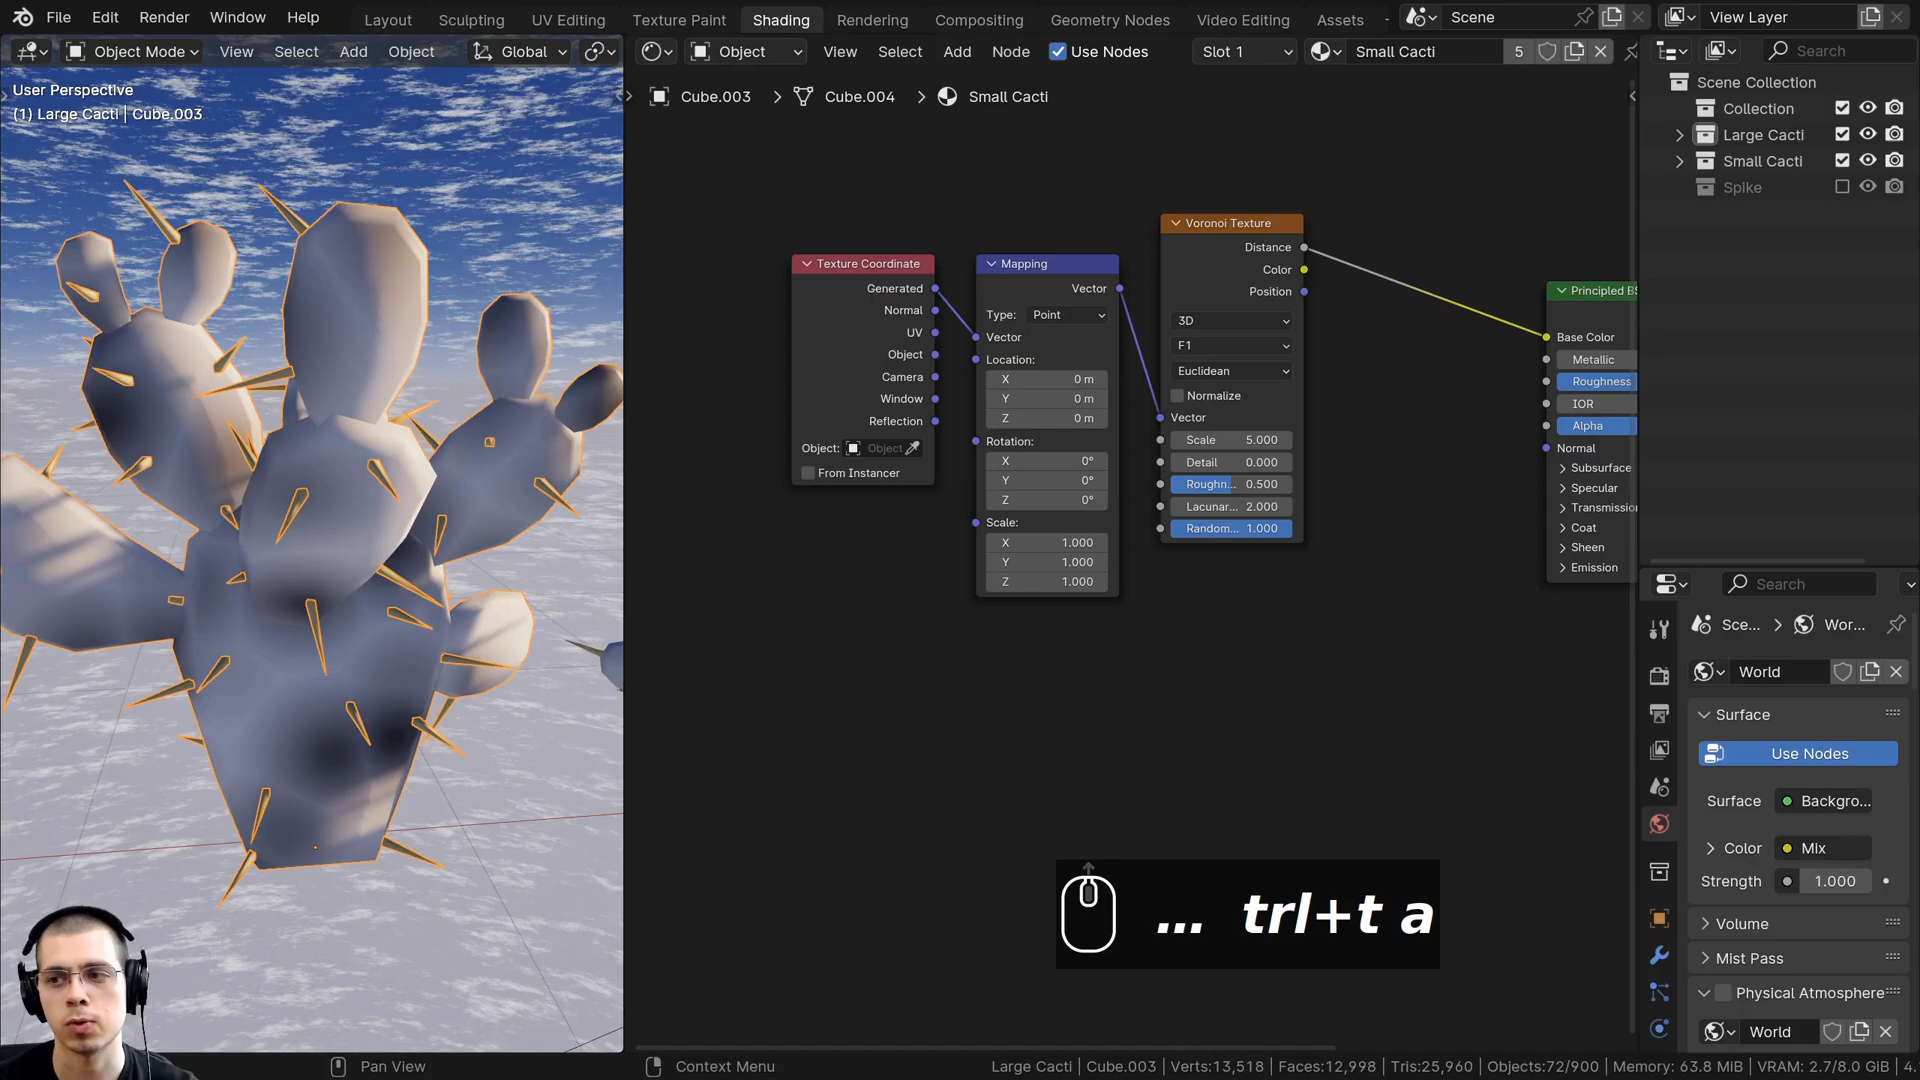 File Edit Render Window Help Layout Sculpting UV Editing Texture Paint Shading Rendering Compositing Geometry Nodes Video Editing Assets Scene View Layer
Object Mode View Select Add Object Global Object View Select Add Node Use Nodes Slot 1 Small Cacti 5 Search
User Perspective
(1) Large Cacti | Cube.003
Cube.003 > Cube.004 > Small Cacti
Scene Collection
Collection
Large Cacti
Small Cacti
Spike
Texture Coordinate
Generated
Normal
UV
Object
Camera
Window
Reflection
Object: Object
From Instancer
Mapping
Vector
Type: Point
Vector
Location:
X 0 m
Y 0 m
Z 0 m
Rotation:
X 0°
Y 0°
Z 0°
Scale:
X 1.000
Y 1.000
Z 1.000
Voronoi Texture
Distance
Color
Position
3D
F1
Euclidean
Normalize
Vector
Scale 5.000
Detail 0.000
Roughn... 0.500
Lacunar... 2.000
Random... 1.000
Principled BS
Base Color
Metallic
Roughness
IOR
Alpha
Normal
Subsurface
Specular
Transmissio
Coat
Sheen
Emission
Search
Sce... > Wor...
World
Surface
Use Nodes
Surface Backgro...
Color Mix
Strength 1.000
Volume
Mist Pass
Physical Atmosphere
World
... trl+t a
Pan View Context Menu Large Cacti | Cube.003 | Verts:13,518 | Faces:12,998 | Tris:25,960 | Objects:72/900 | Memory: 63.8 MiB | VRAM: 2.7/8.0 GiB | 4.